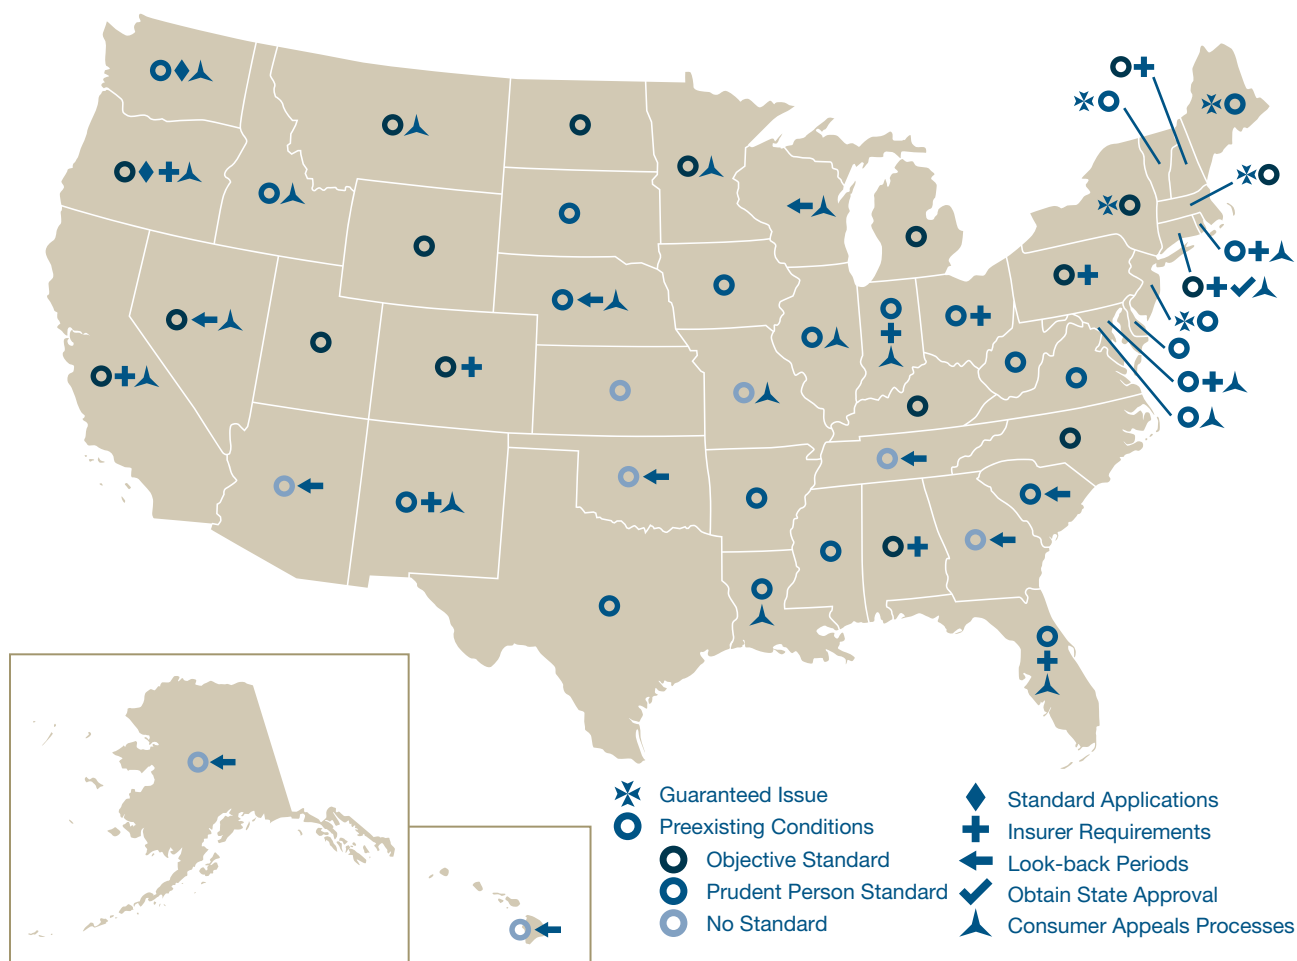 Guaranteed Issue
Preexisting Conditions
Objective Standard
Prudent Person Standard
No Standard
Standard Applications
Insurer Requirements
Look-back Periods
Obtain State Approval
Consumer Appeals Processes